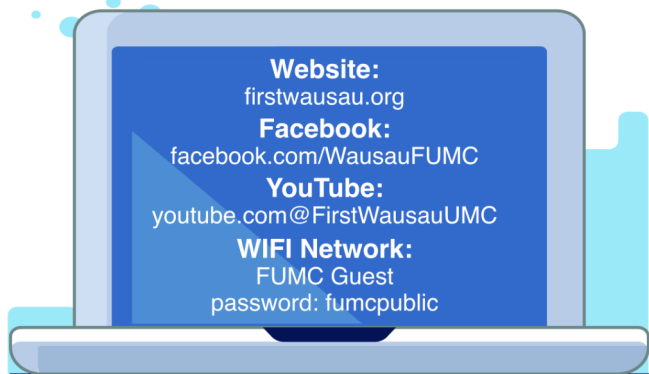 Website:
firstwausau.org
Facebook:
facebook.com/WausauFUMC
YouTube:
youtube.com@FirstWausauUMC
WIFI Network:
FUMC Guest
password: fumcpublic